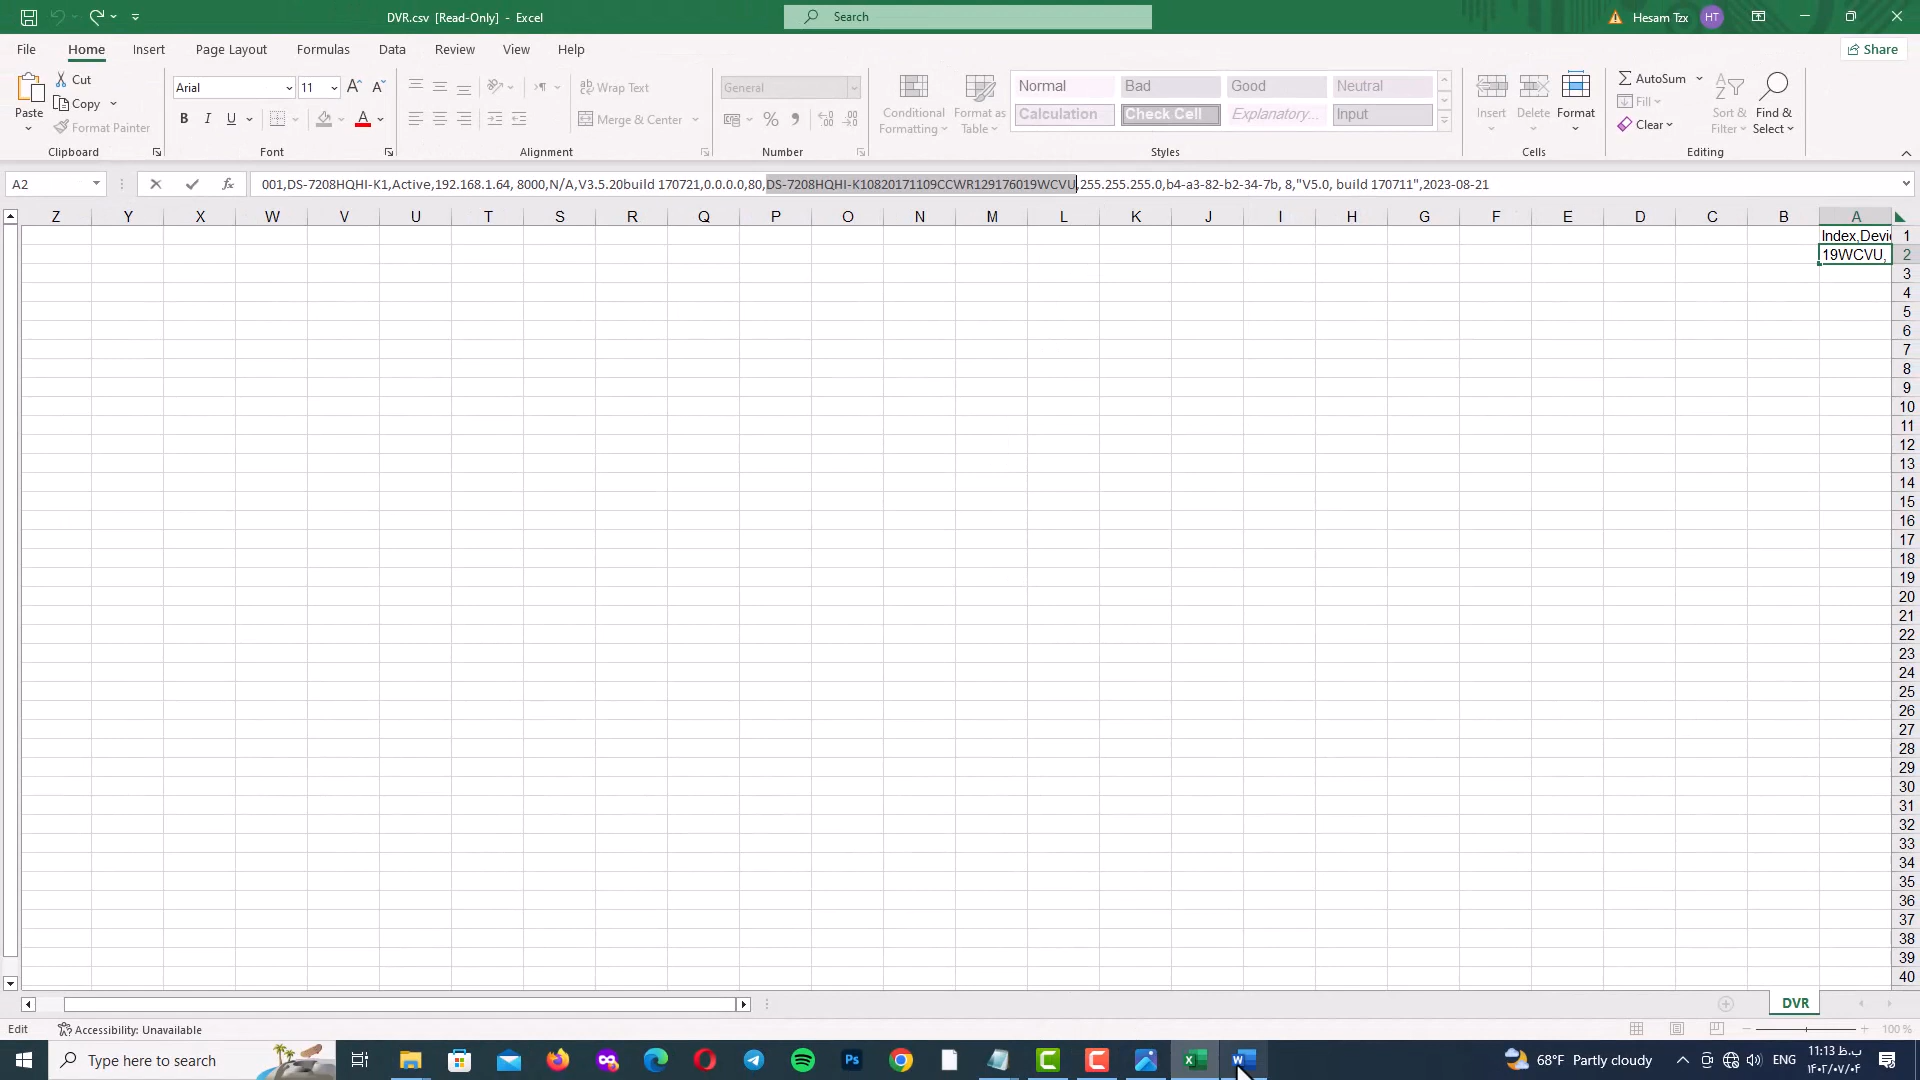 DVR.csv [Read-Only] - Excel
Search
Hesam Tzx
HT
File Home Insert Page Layout Formulas Data Review View Help
Share
Paste
Cut
Copy
Format Painter
Clipboard
Arial
11
B I U
Font
Wrap Text
Merge & Center
Alignment
General
Number
Conditional Formatting
Format as Table
Normal
Bad
Good
Neutral
Calculation
Check Cell
Explanatory...
Input
Styles
Insert
Delete
Format
Cells
AutoSum
Fill
Clear
Sort & Filter
Find & Select
Editing
A2
fx
001,DS-7208HQHI-K1,Active,192.168.1.64, 8000,N/A,V3.5.20build 170721,0.0.0.0,80,DS-7208HQHI-K10820171109CCWR129176019WCVU,255.255.255.0,b4-a3-82-b2-34-7b, 8,"V5.0, build 170711",2023-08-21
Z Y X W V U T S R Q P O N M L K J I H G F E D C B A
Index,Devi 1
19WCVU, 2
3
4
5
6
7
8
9
10
11
12
13
14
15
16
17
18
19
20
21
22
23
24
25
26
27
28
29
30
31
32
33
34
35
36
37
38
39
40
DVR
Edit
Accessibility: Unavailable
100 %
Type here to search
Ps
68°F Partly cloudy
ENG
11:13 ب.ظ
۱۴۰۲/۰۷/۰۴